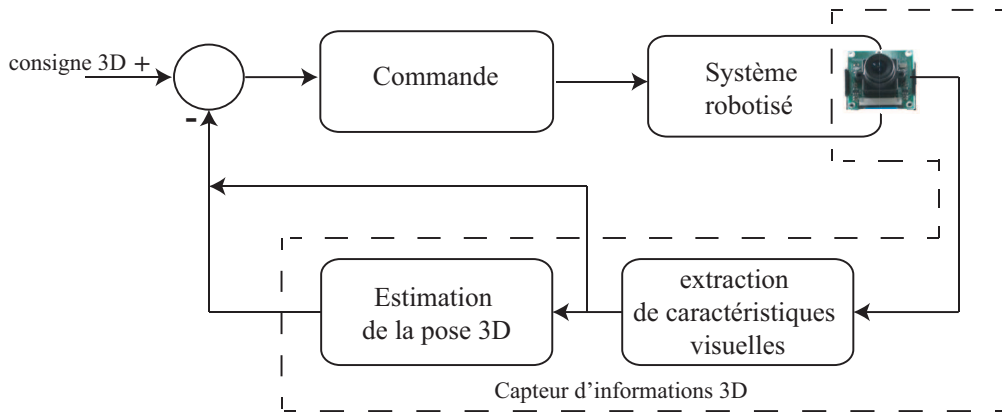 consigne 3D +
-
Commande
Système
robotisé
Estimation
de la pose 3D
extraction
de caractéristiques
visuelles
Capteur d'informations 3D